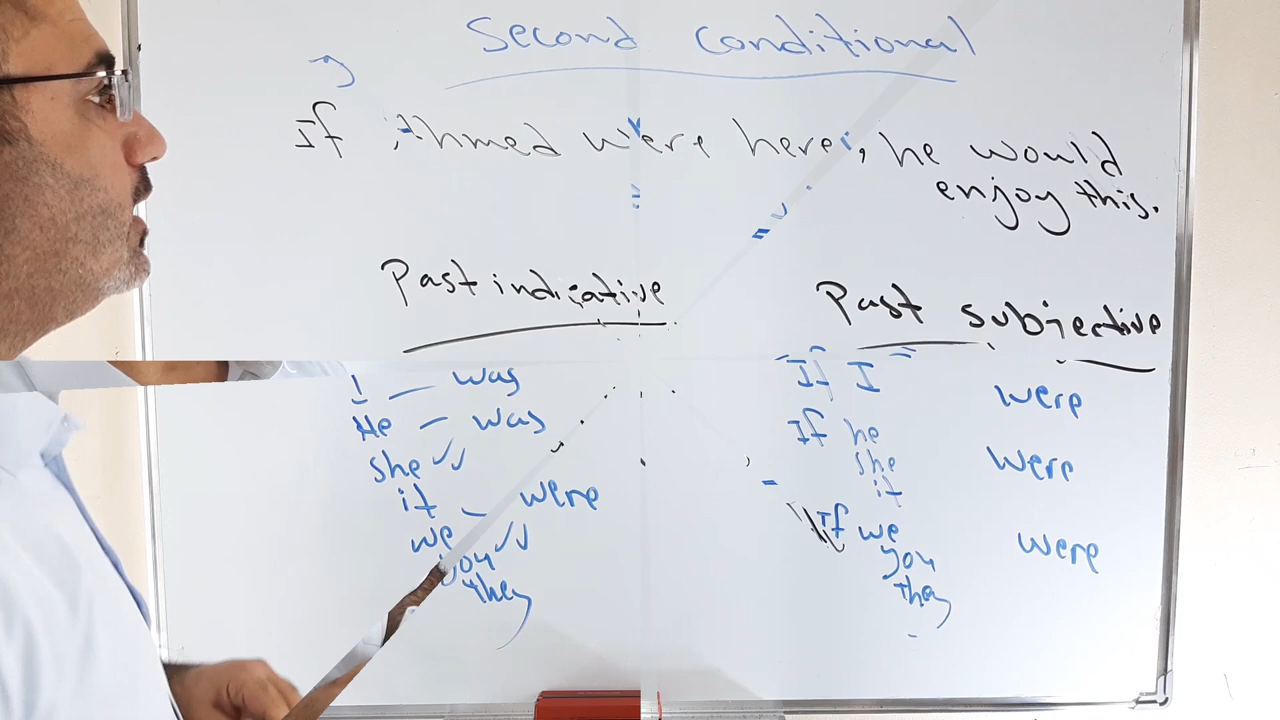 Second conditional
If Ahmed were here, he would
enjoy this.
Past indicative
I – was
He – was
she ✓✓
it – were
we ✓✓
you
they
Past subjective
If I were
If he
she were
it
If we
you were
they